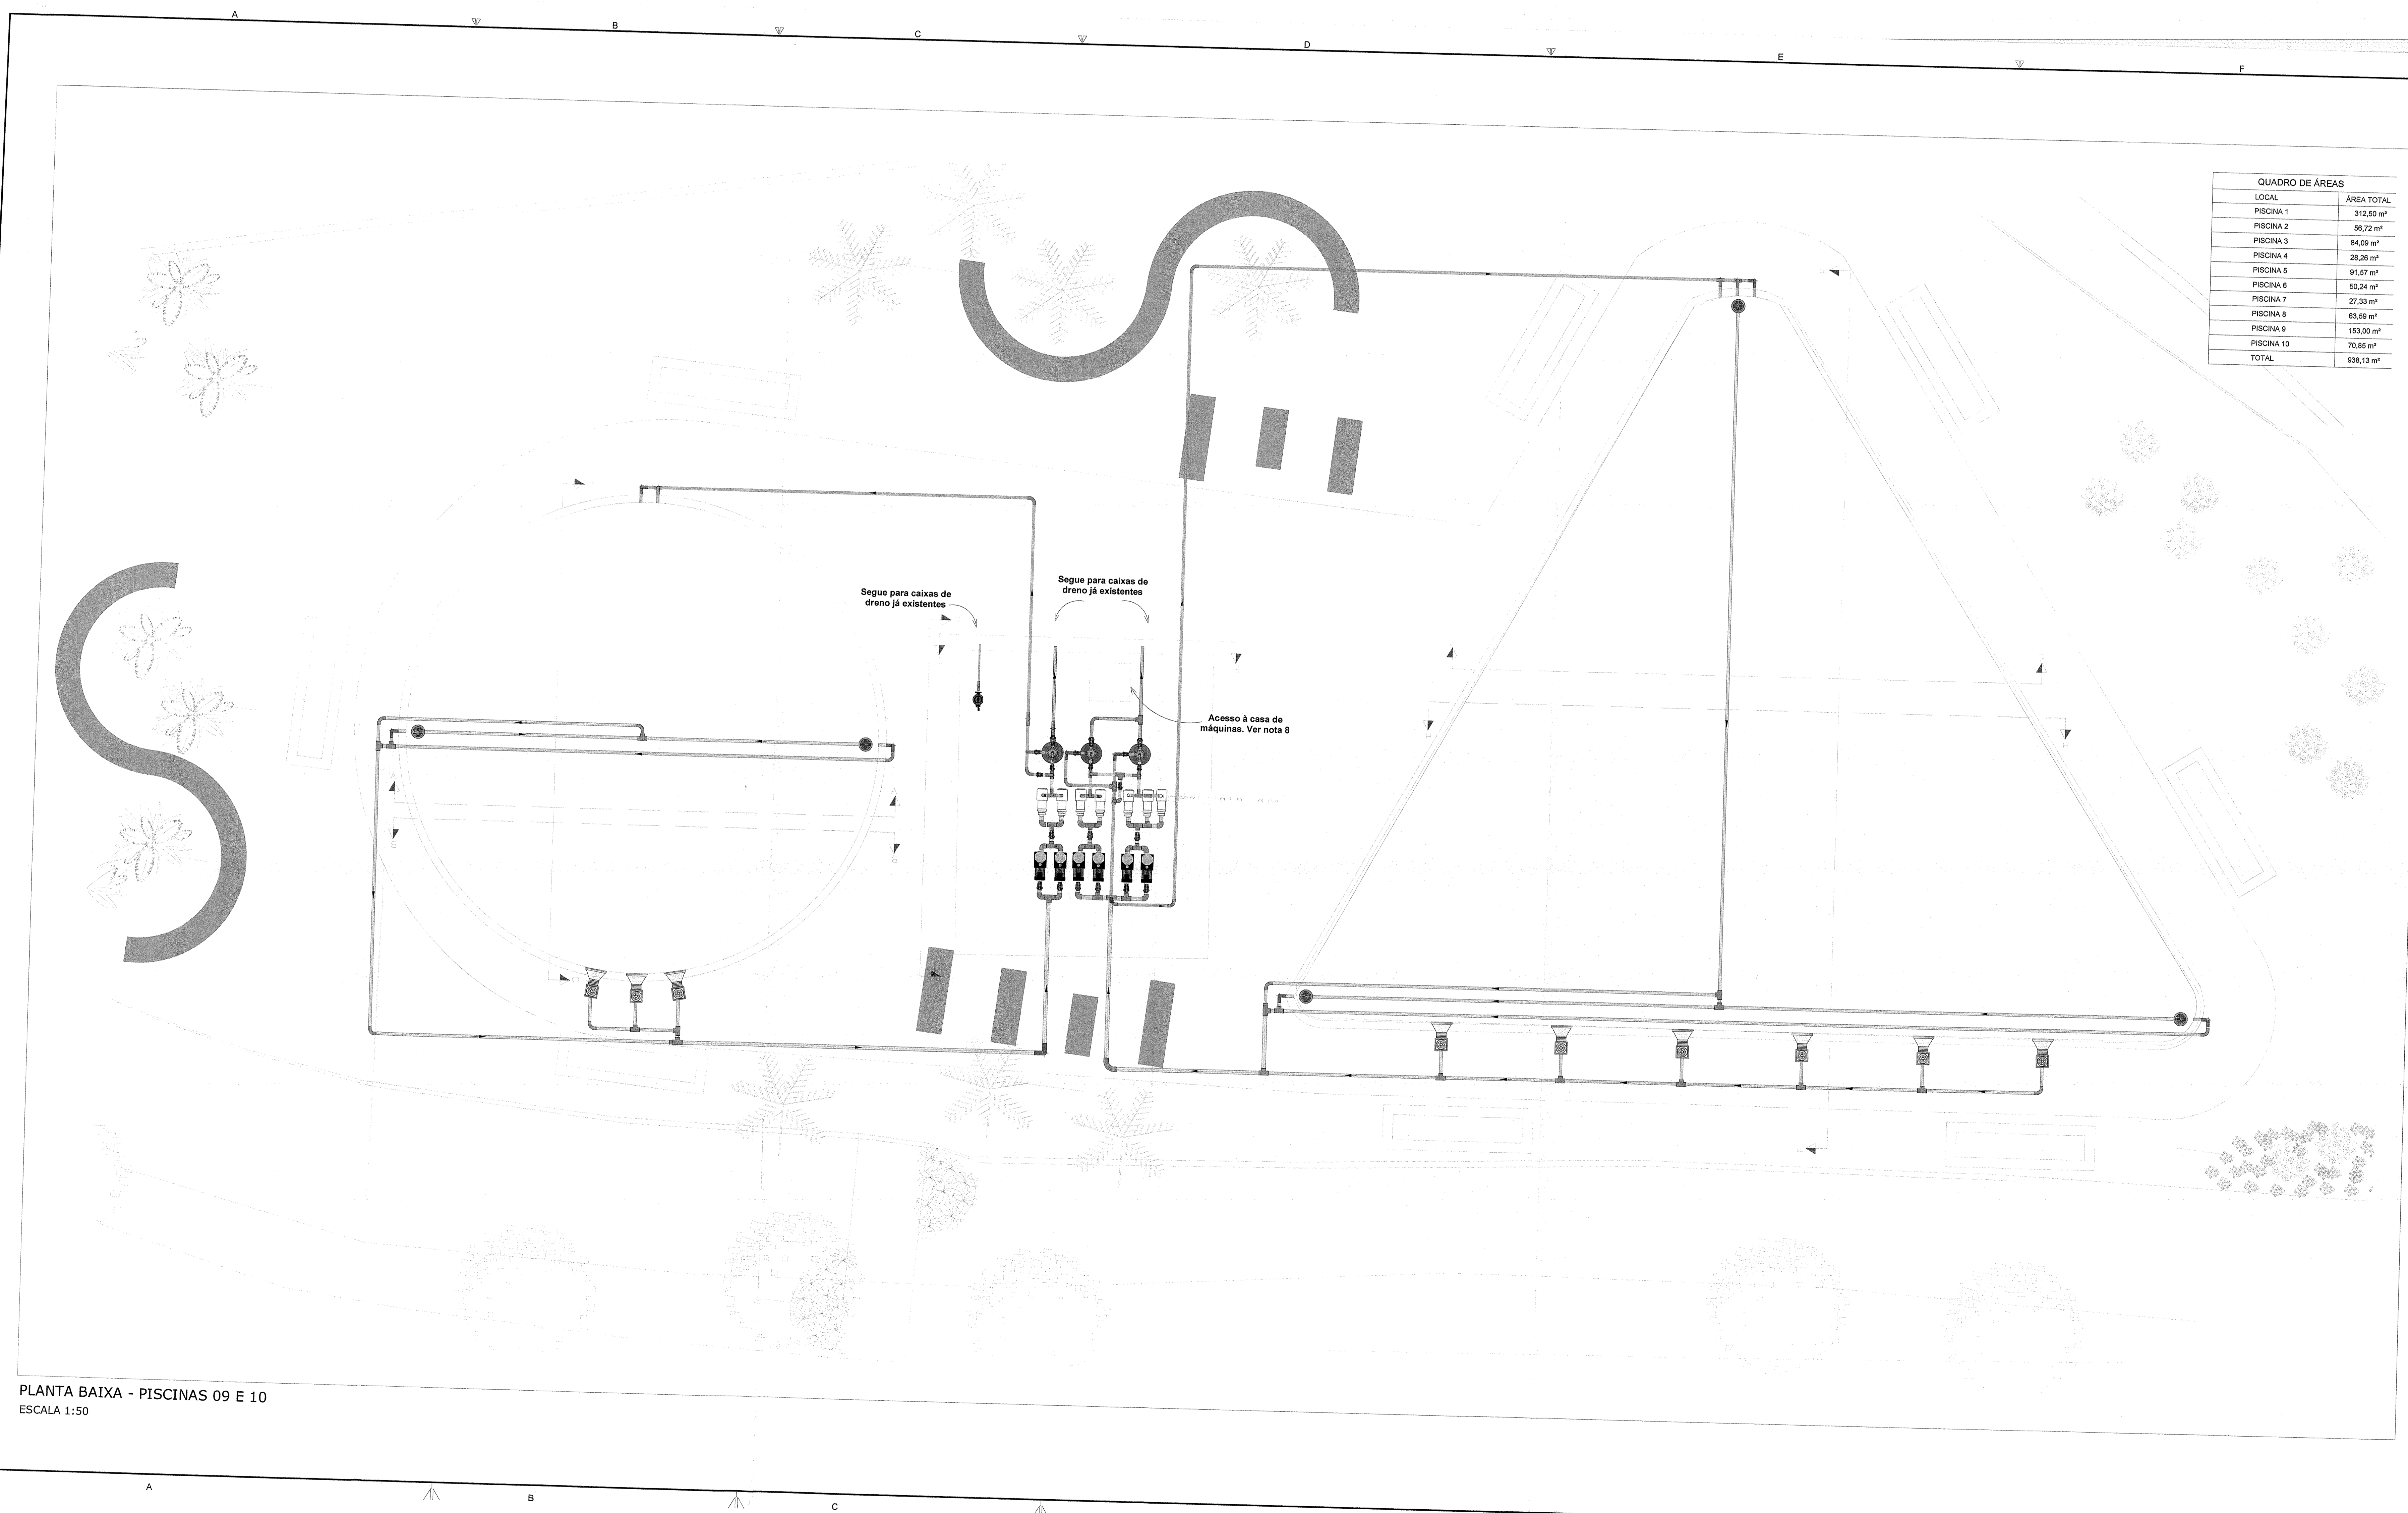 A
B
C
D
E
F
QUADRO DE ÁREAS
LOCAL ÁREA TOTAL
PISCINA 1 312,50 m²
PISCINA 2 56,72 m²
PISCINA 3 84,09 m²
PISCINA 4 28,26 m²
PISCINA 5 91,57 m²
PISCINA 6 50,24 m²
PISCINA 7 27,33 m²
PISCINA 8 63,59 m²
PISCINA 9 153,00 m²
PISCINA 10 70,85 m²
TOTAL 938,13 m²
Segue para caixas de
dreno já existentes
Segue para caixas de
dreno já existentes
Acesso à casa de
máquinas. Ver nota 8
PLANTA BAIXA - PISCINAS 09 E 10
ESCALA 1:50
A
B
C